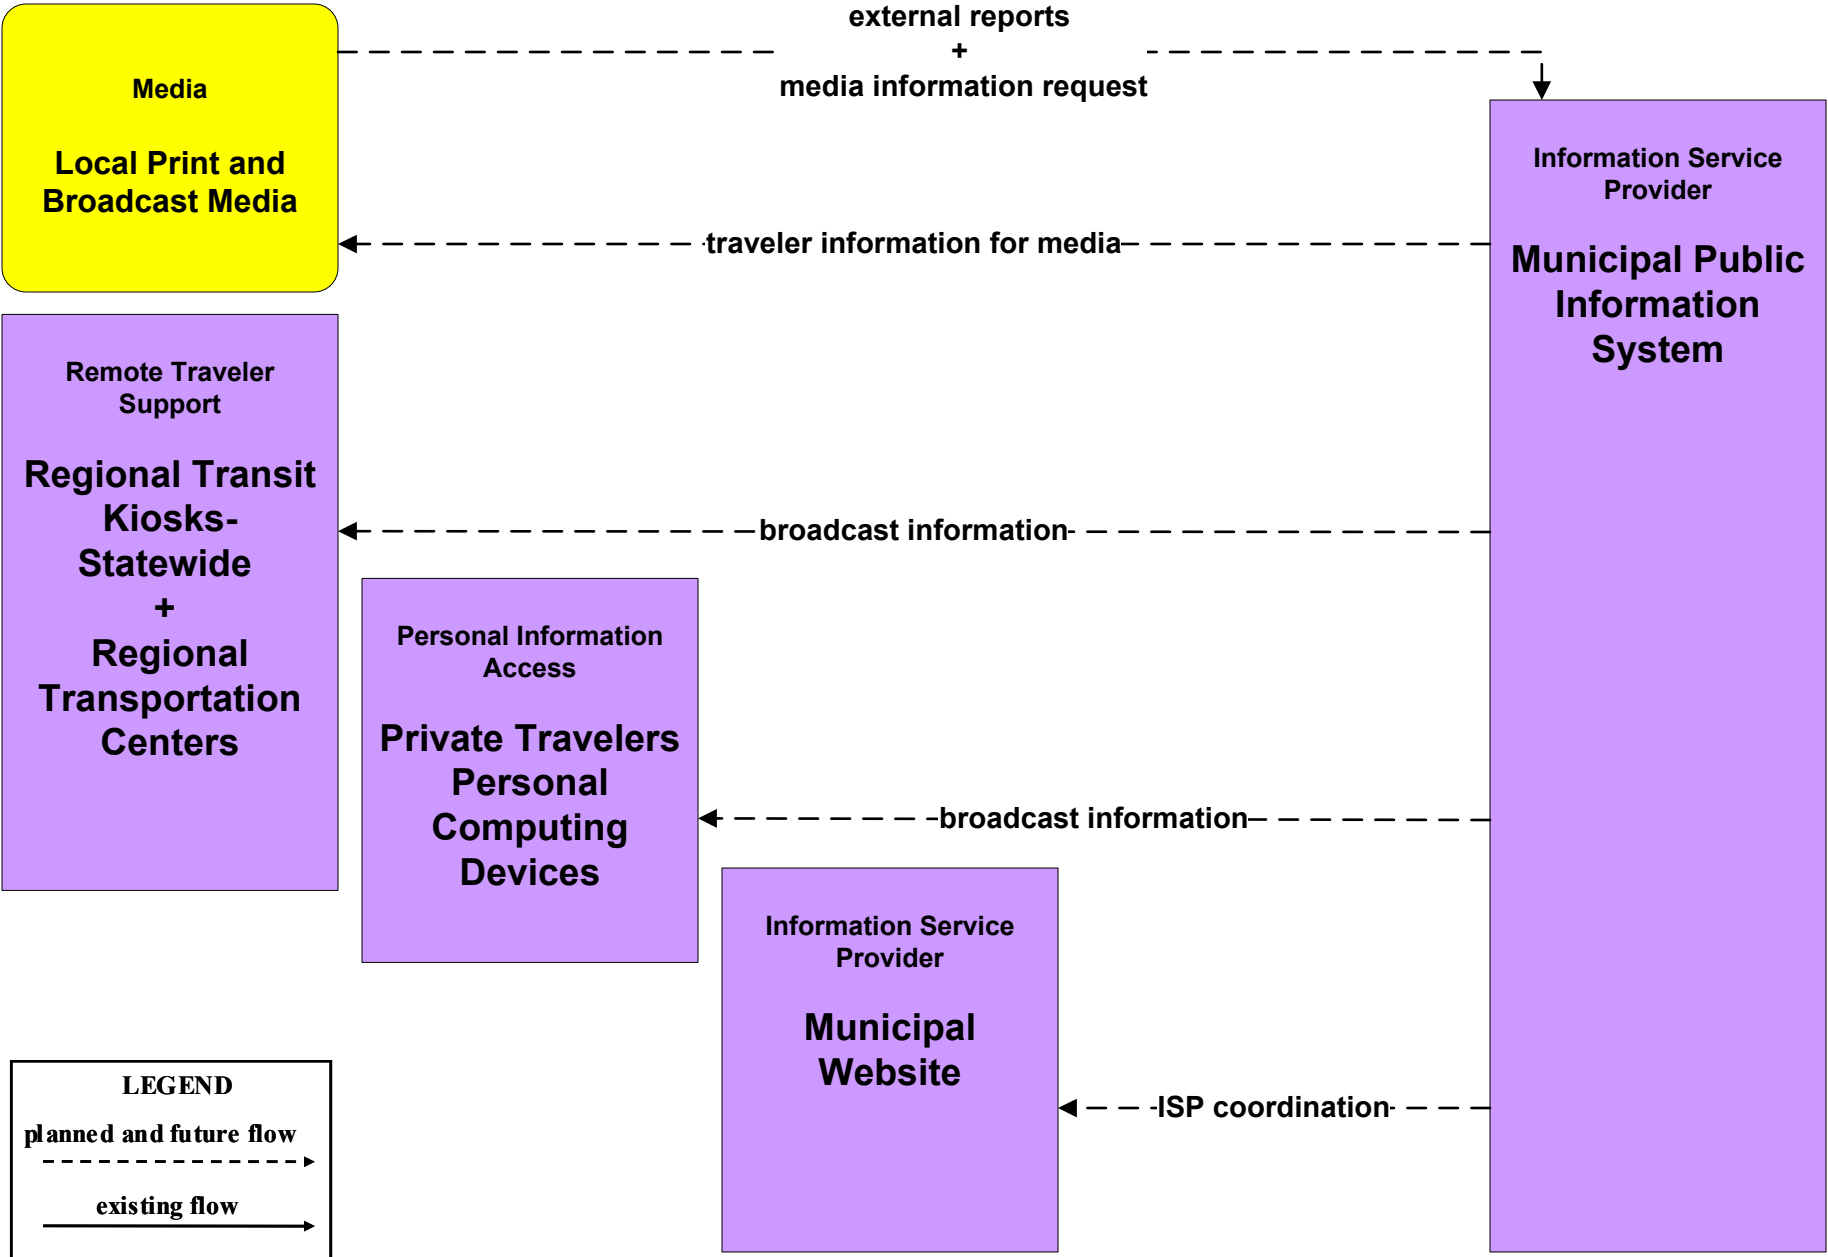 external reports
+
media information request
Media
Local Print and
Broadcast Media
traveler information for media
Information Service
Provider
Municipal Public
Information
System
Remote Traveler
Support
Regional Transit
Kiosks-
Statewide
+
Regional
Transportation
Centers
broadcast information
Personal Information
Access
Private Travelers
Personal
Computing
Devices
broadcast information
Information Service
Provider
Municipal
Website
ISP coordination
LEGEND
planned and future flow
existing flow